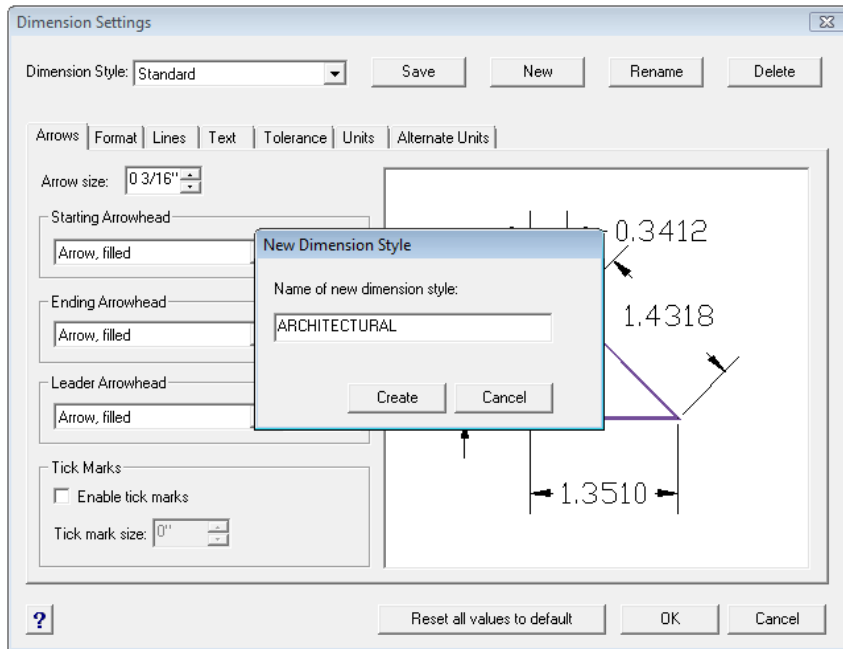 Dimension Settings
Dimension Style: Standard Save New Rename Delete
Arrows Format Lines Text Tolerance Units Alternate Units
Arrow size: 0 3/16"
Starting Arrowhead
Arrow, filled
Ending Arrowhead
Arrow, filled
Leader Arrowhead
Arrow, filled
Tick Marks
Enable tick marks
Tick mark size: 0"
0.3412
1.4318
1.3510
New Dimension Style
Name of new dimension style:
ARCHITECTURAL
Create Cancel
? Reset all values to default OK Cancel